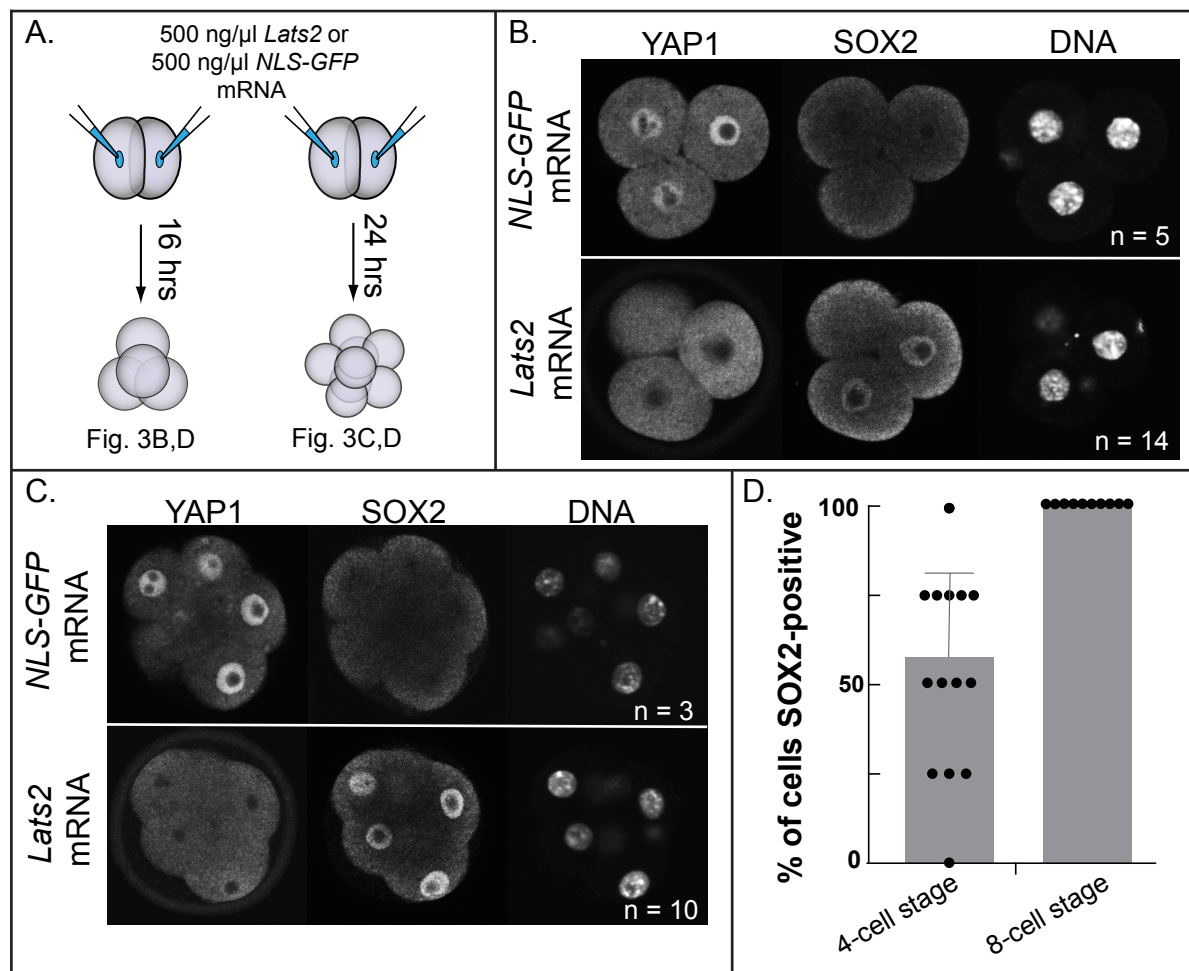 A.
500 ng/µl Lats2 or
500 ng/µl NLS-GFP
mRNA
16 hrs
24 hrs
Fig. 3B,D
Fig. 3C,D
B.
YAP1
SOX2
DNA
NLS-GFP
mRNA
n = 5
Lats2
mRNA
n = 14
C.
YAP1
SOX2
DNA
NLS-GFP
mRNA
n = 3
Lats2
mRNA
n = 10
D.
% of cells SOX2-positive
100
50
0
4-cell stage
8-cell stage